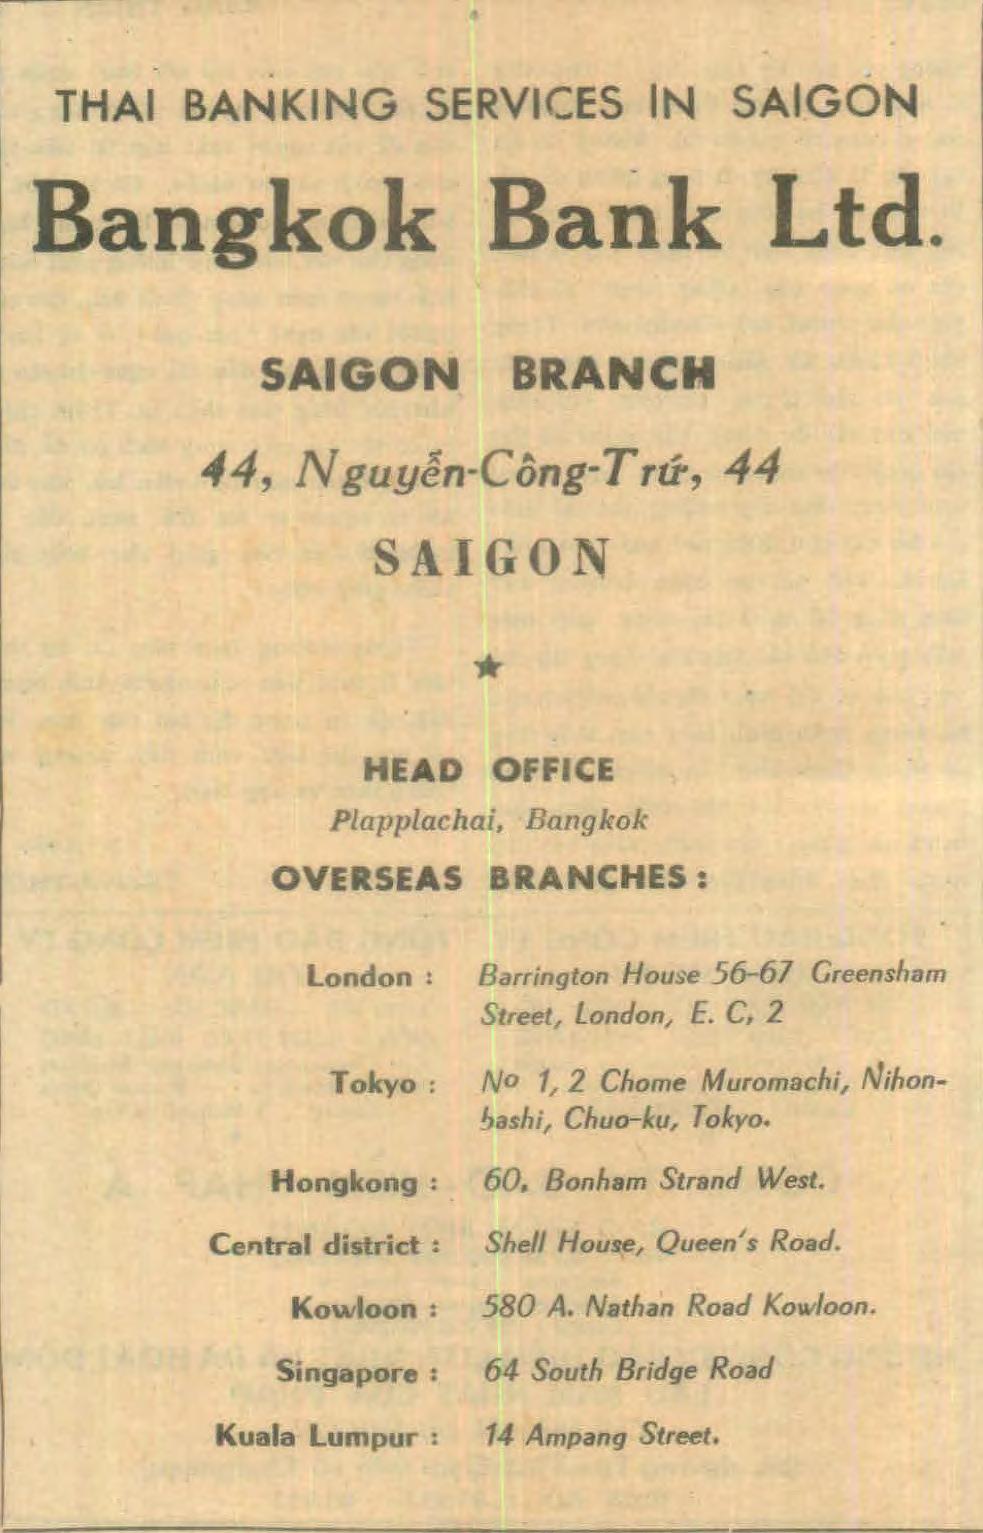 THAI BANKING SERVICES IN SAIGON
Bangkok Bank Ltd.
SAIGON BRANCH
44, Nguyễn-Công-Trứ, 44
SAIGON
HEAD OFFICE
Plapplachai, Bangkok
OVERSEAS BRANCHES :
London : Barrington House 56-67 Greensham
Street, London, E. C, 2
Tokyo : No 1, 2 Chome Muromachi, Nihon-
bashi, Chuo-ku, Tokyo.
Hongkong : 60, Bonham Strand West.
Central district : Shell House, Queen's Road.
Kowloon : 580 A. Nathan Road Kowloon.
Singapore : 64 South Bridge Road
Kuala Lumpur : 14 Ampang Street.